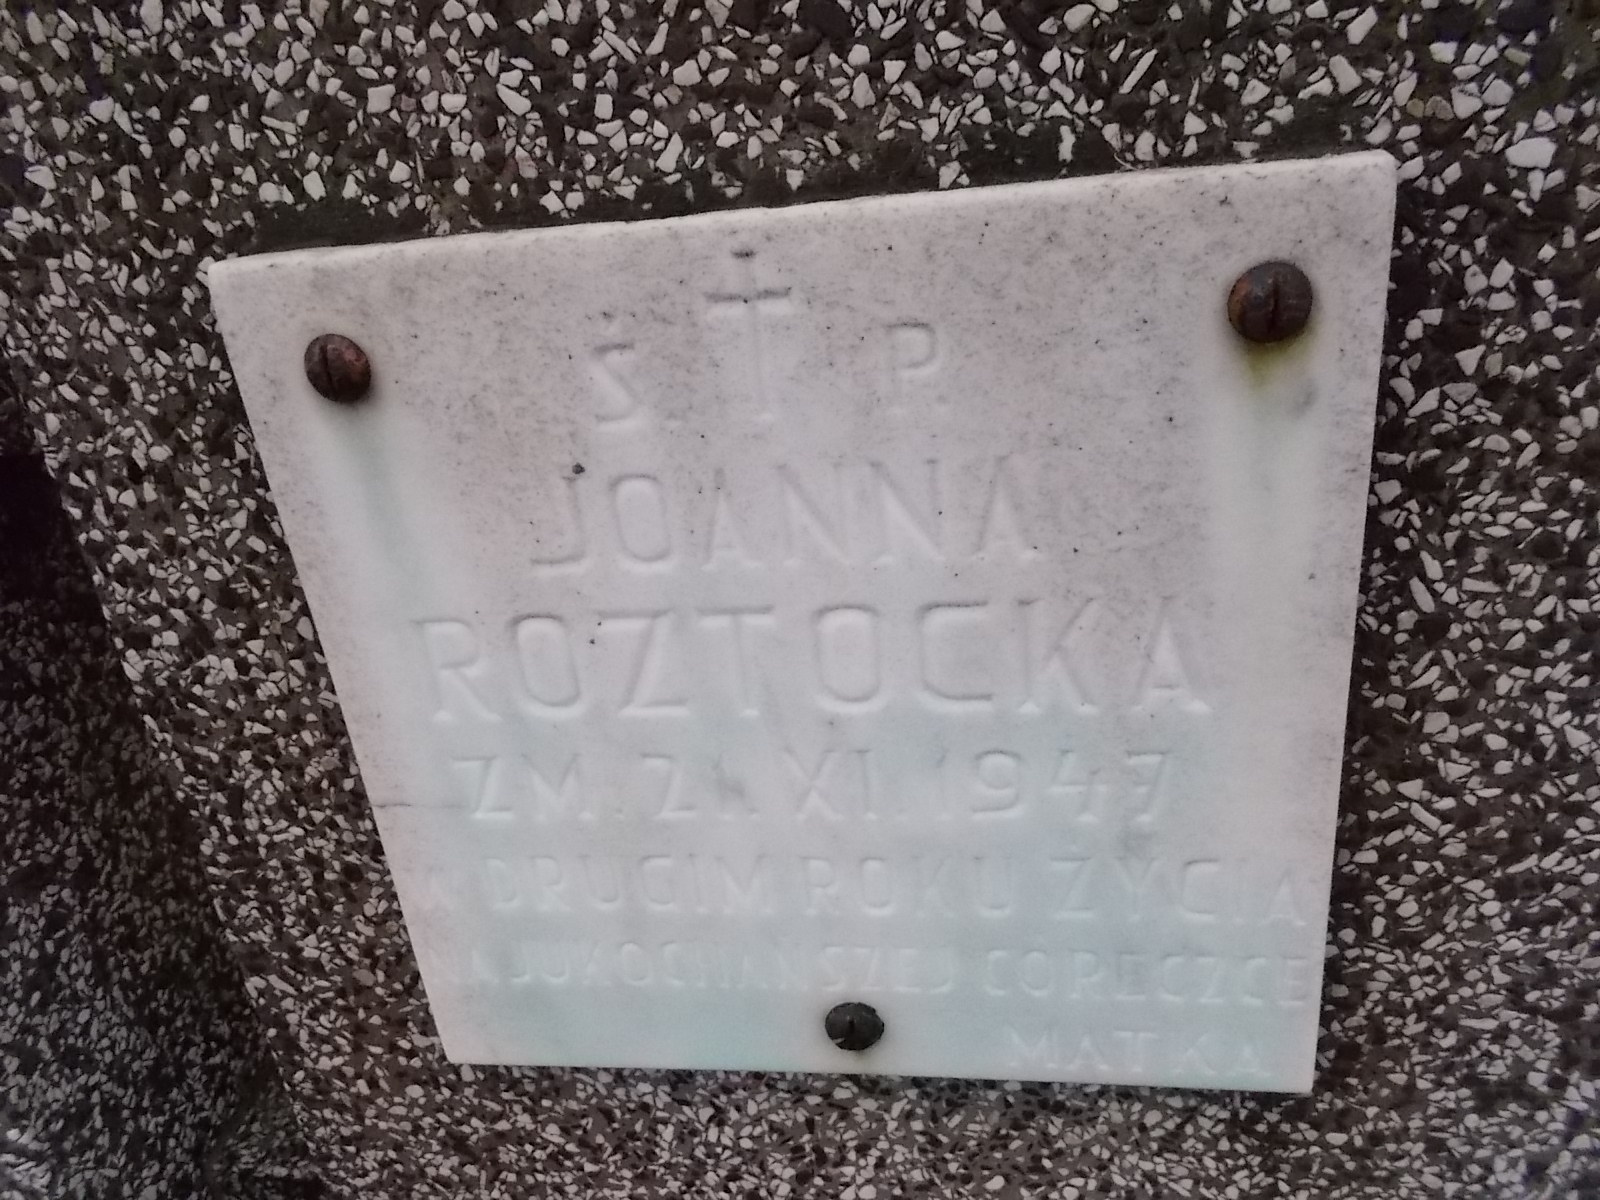 Ś. P.
JOANNA
ROZTOCKA
ZM. 21. XI. 1947
W DRUGIM ROKU ŻYCIA
NAJUKOCHAŃSZEJ CÓRECZCE
MATKA